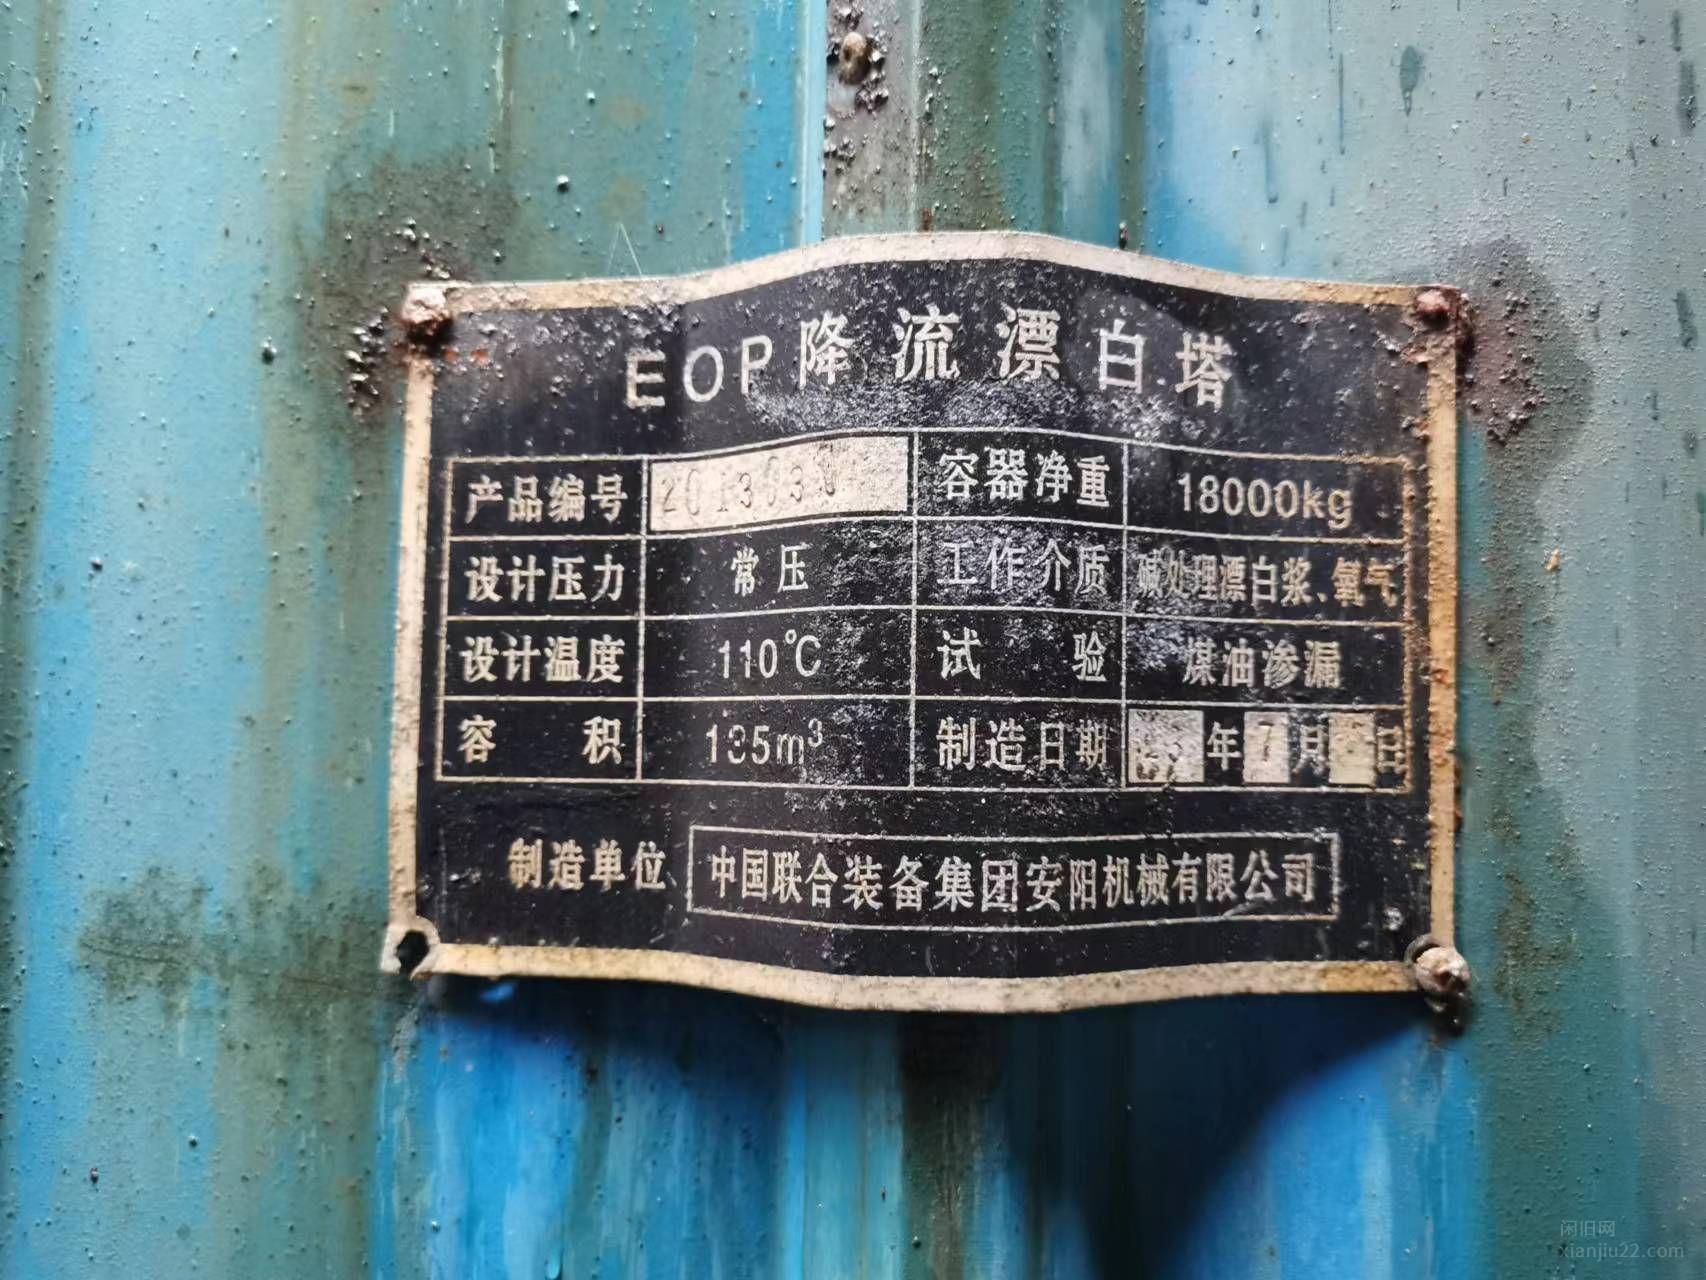 EOP降流漂白塔
产品编号 容器净重 18000kg
设计压力 常压 工作介质 碱处理漂白浆、氧气
设计温度 110℃ 试验 煤油渗漏
容积 135m³ 制造日期 年7月 日
制造单位 中国联合装备集团安阳机械有限公司
闲旧网
xianjiu22.com